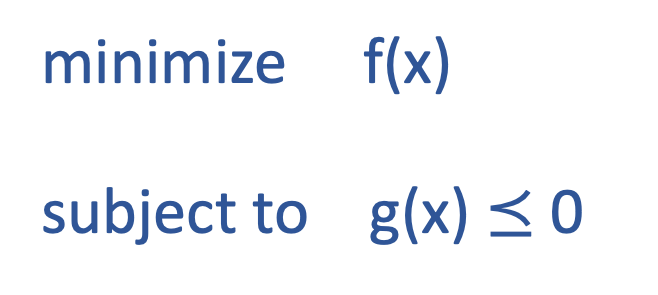 minimize f(x)
subject to g(x) ⪯ 0